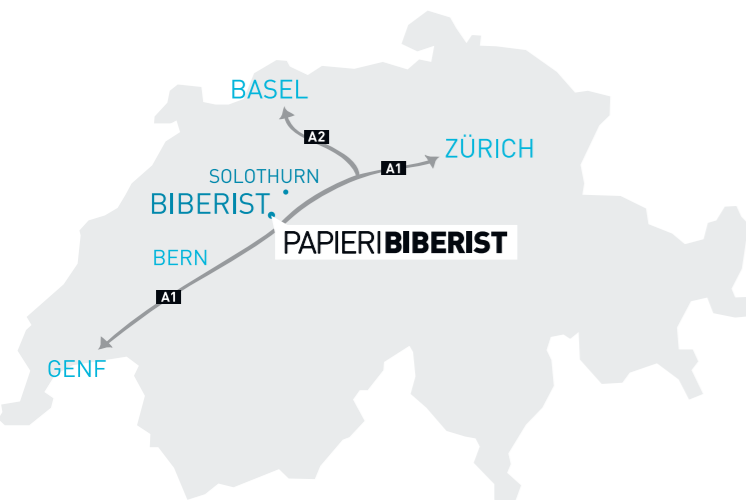 BASEL
A2
ZÜRICH
A1
SOLOTHURN
BIBERIST
PAPIERIBIBERIST
BERN
A1
GENF